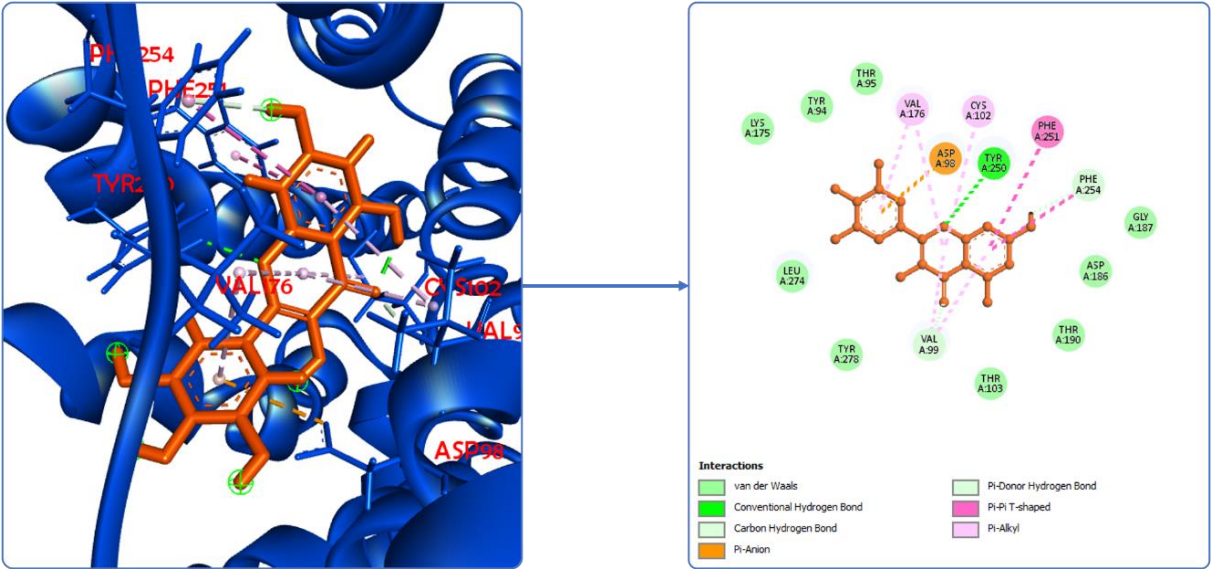 PHE254
PHE251
TYR250
VAL176
CYS102
VAL9
ASP98
THR
A:95
TYR
A:94
LYS
A:175
VAL
A:176
CYS
A:102
PHE
A:251
ASP
A:98
TYR
A:250
PHE
A:254
GLY
A:187
ASP
A:186
LEU
A:274
THR
A:190
TYR
A:278
VAL
A:99
THR
A:103
Interactions
van der Waals
Conventional Hydrogen Bond
Carbon Hydrogen Bond
Pi-Anion
Pi-Donor Hydrogen Bond
Pi-Pi T-shaped
Pi-Alkyl